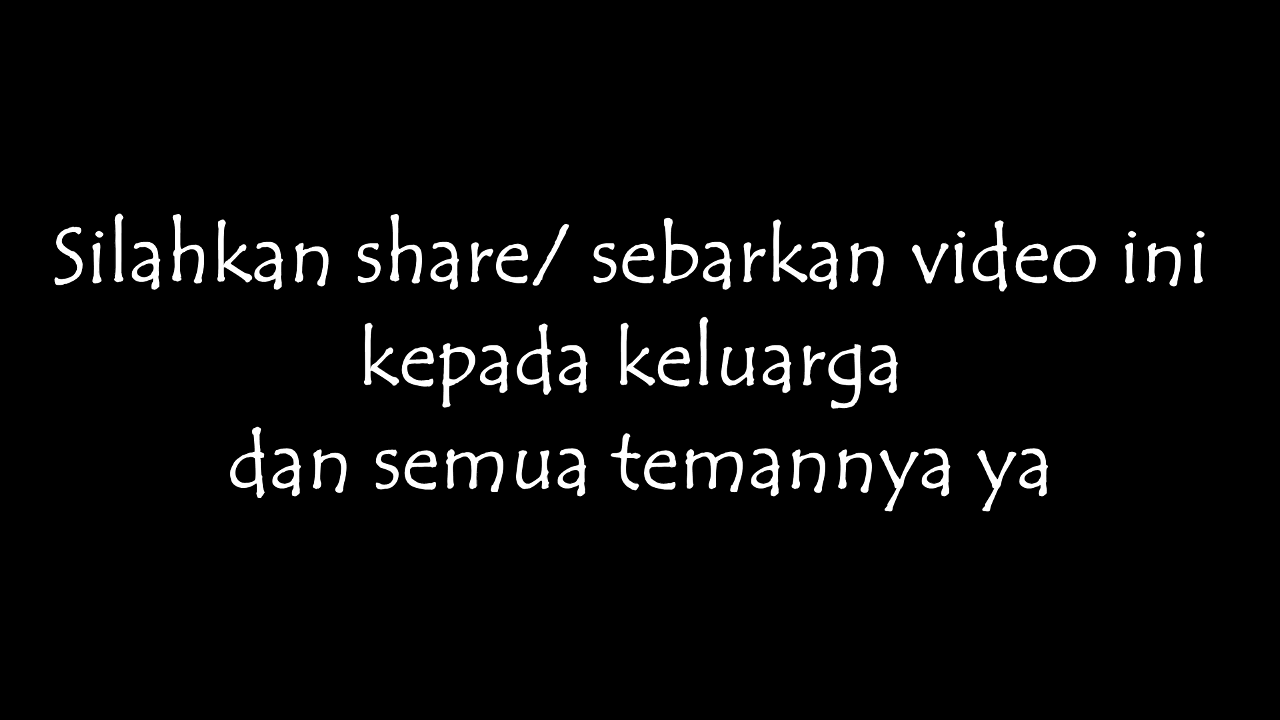 Silahkan share/ sebarkan video ini
kepada keluarga
dan semua temannya ya